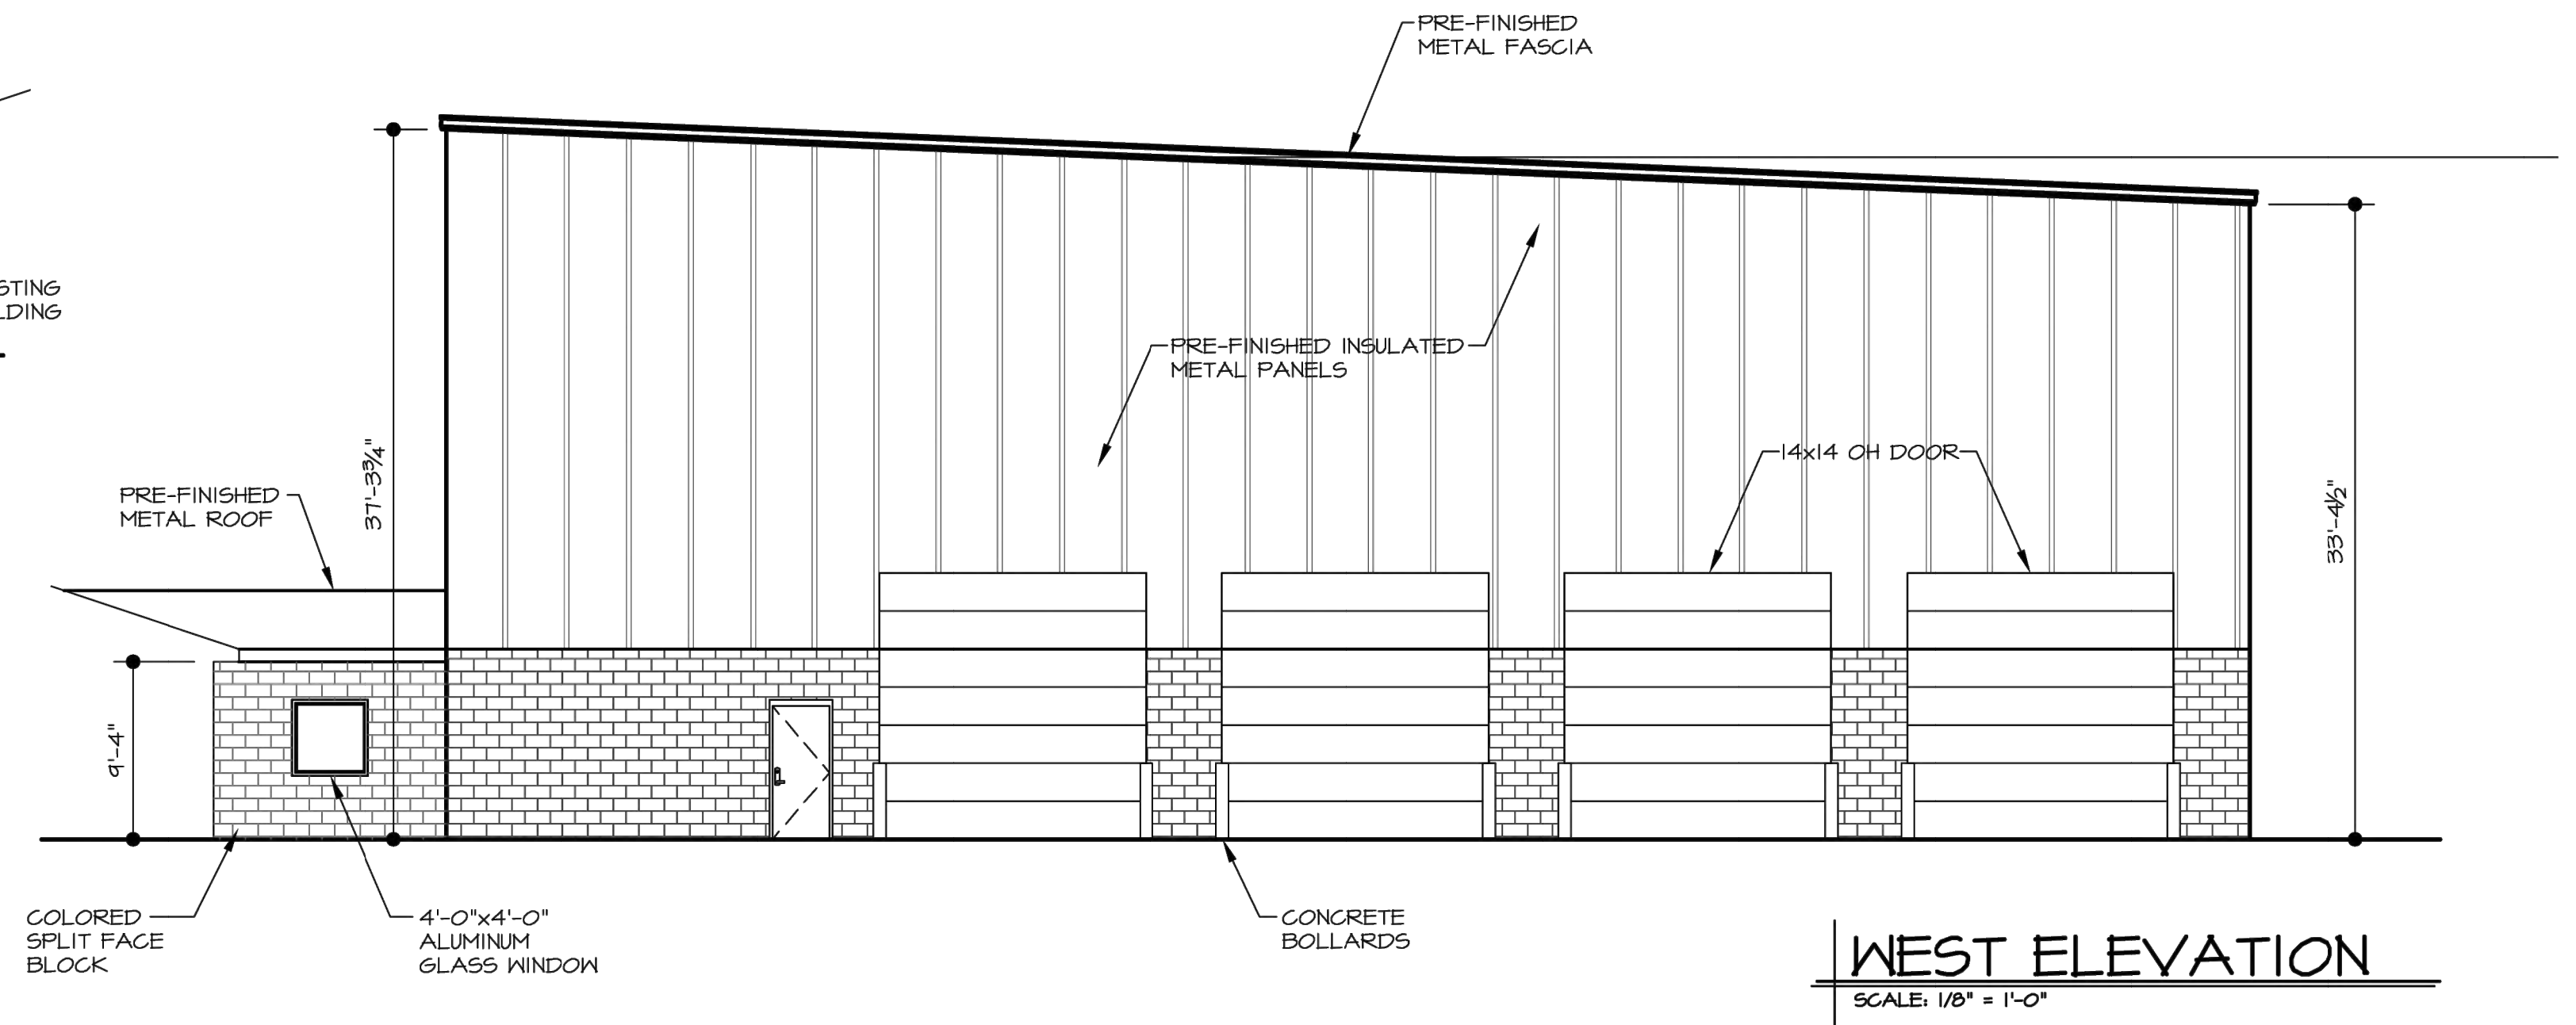 PRE-FINISHED
METAL FASCIA
STING
LDING
PRE-FINISHED INSULATED
METAL PANELS
14x14 OH DOOR
37'-3¾"
33'-4½"
PRE-FINISHED
METAL ROOF
9'-4"
COLORED
SPLIT FACE
BLOCK
4'-0"x4'-0"
ALUMINUM
GLASS WINDOW
CONCRETE
BOLLARDS
WEST ELEVATION
SCALE: 1/8" = 1'-0"